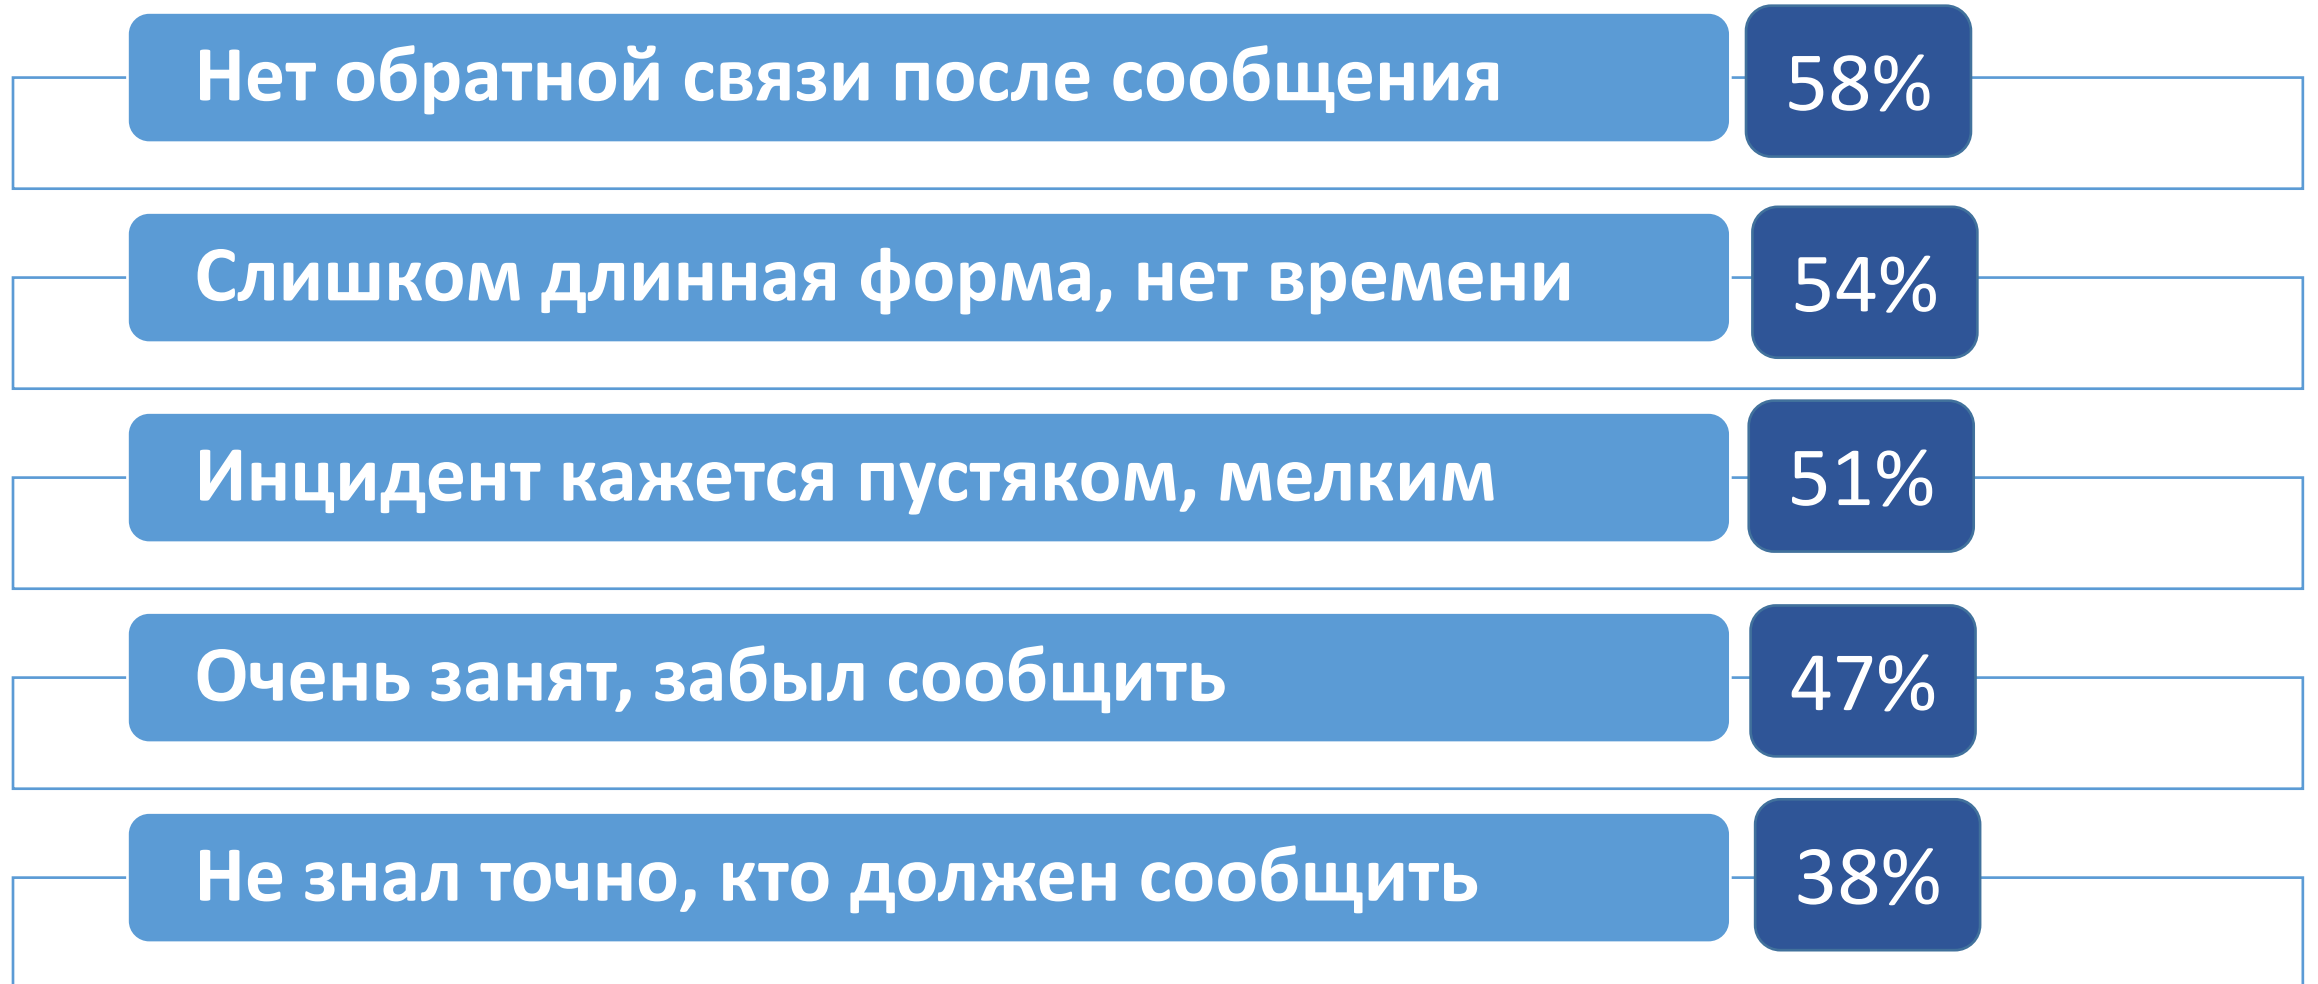 Нет обратной связи после сообщения 58%
Слишком длинная форма, нет времени 54%
Инцидент кажется пустяком, мелким 51%
Очень занят, забыл сообщить 47%
Не знал точно, кто должен сообщить 38%